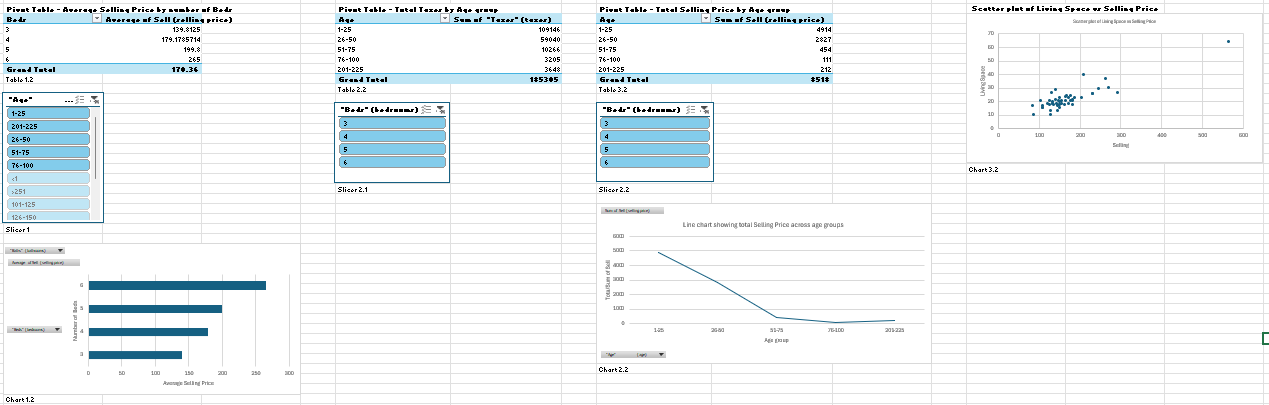 Pivot Table - Average Selling Price by number of Beds
Beds Average of Sell (selling price)
3 139.8125
4 179.1785714
5 199.8
6 265
Grand Total 170.36
Table 1.2
"Age" ...
1-25
201-225
26-50
51-75
76-100
<1
>251
101-125
126-150
Slicer 1
Average of Sell (selling price)
"Beds" (bedrooms)
Number of Beds
6
5
4
3
0 50 100 150 200 250 300
Average Selling Price
Chart 1.2
Pivot Table - Total Taxes by Age group
Age Sum of "Taxes" (taxes)
1-25 109146
26-50 59040
51-75 10266
76-100 3205
201-225 3648
Grand Total 185305
Table 2.2
"Beds" (bedrooms)
3
4
5
6
Slicer 2.1
Pivot Table - Total Selling Price by Age group
Age Sum of Sell (selling price)
1-25 4914
26-50 2827
51-75 454
76-100 111
201-225 212
Grand Total 8518
Table 3.2
"Beds" (bedrooms)
3
4
5
6
Slicer 2.2
Sum of Sell (selling price)
Line chart showing total Selling Price across age groups
Total Sum of Sell
6000
5000
4000
3000
2000
1000
0
1-25 26-50 51-75 76-100 201-225
Age group
"Age" (age)
Chart 2.2
Scatter plot of Living Space vs Selling Price
Scatter plot of Living Space vs Selling Price
Living Space
70
60
50
40
30
20
10
0
0 100 200 300 400 500 600
Selling
Chart 3.2